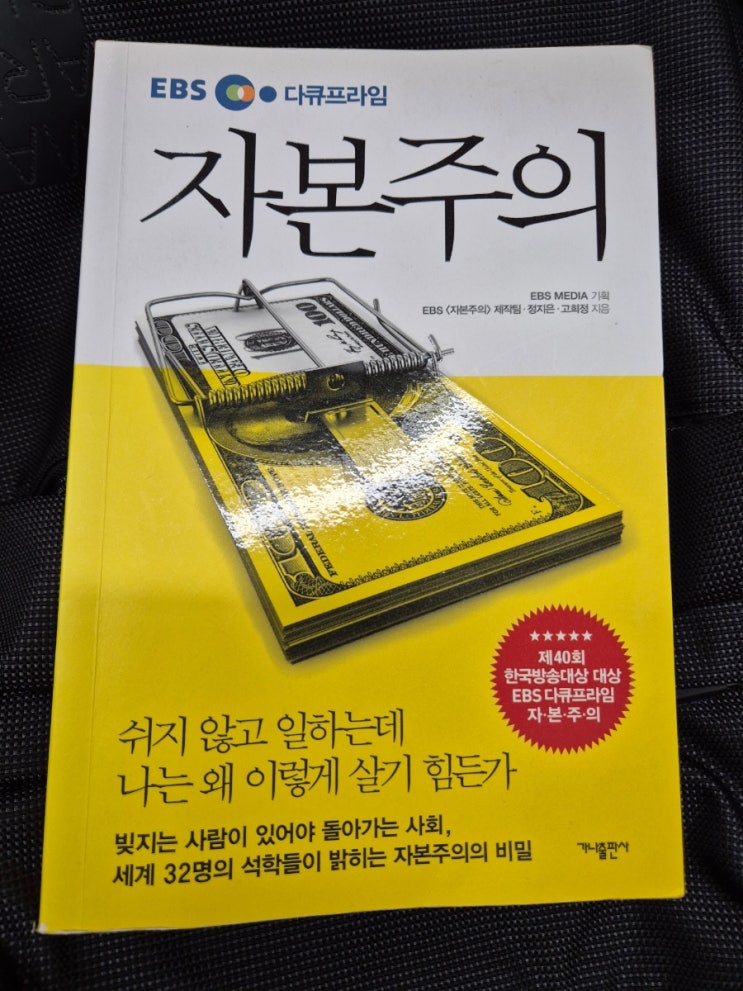 EBS 다큐프라임
자본주의
EBS MEDIA 기획
EBS 〈자본주의〉 제작팀·정지은·고희정 지음
100
100
FEDERAL
★★★★★
제40회
한국방송대상 대상
EBS 다큐프라임
자·본·주·의
쉬지 않고 일하는데
나는 왜 이렇게 살기 힘든가
빚지는 사람이 있어야 돌아가는 사회,
세계 32명의 석학들이 밝히는 자본주의의 비밀
가나출판사